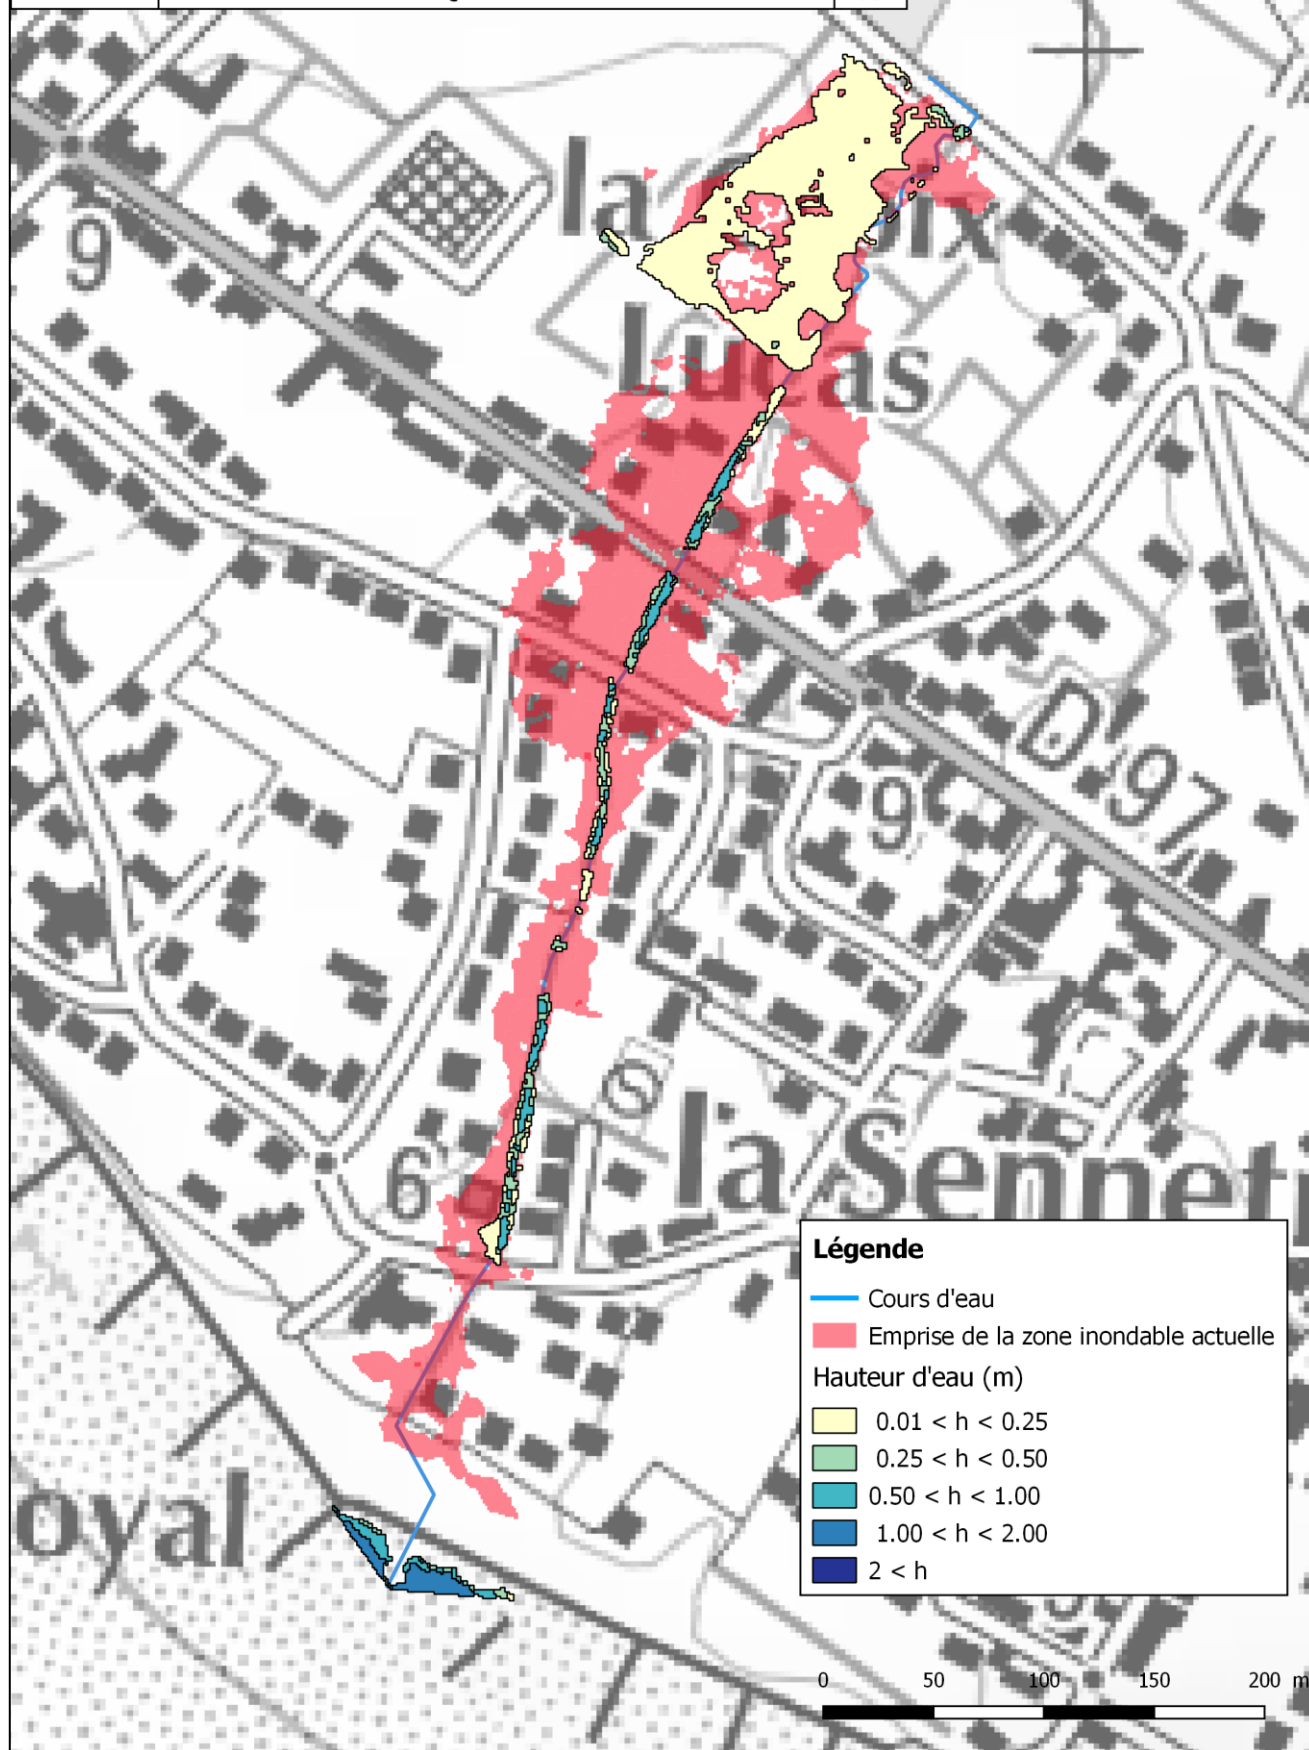 la Croix
9
Lucas
D 197
9
6
la Sennet
Légende
Cours d'eau
Emprise de la zone inondable actuelle
Hauteur d'eau (m)
0.01 < h < 0.25
0.25 < h < 0.50
0.50 < h < 1.00
1.00 < h < 2.00
2 < h
oyal
0 50 100 150 200 m